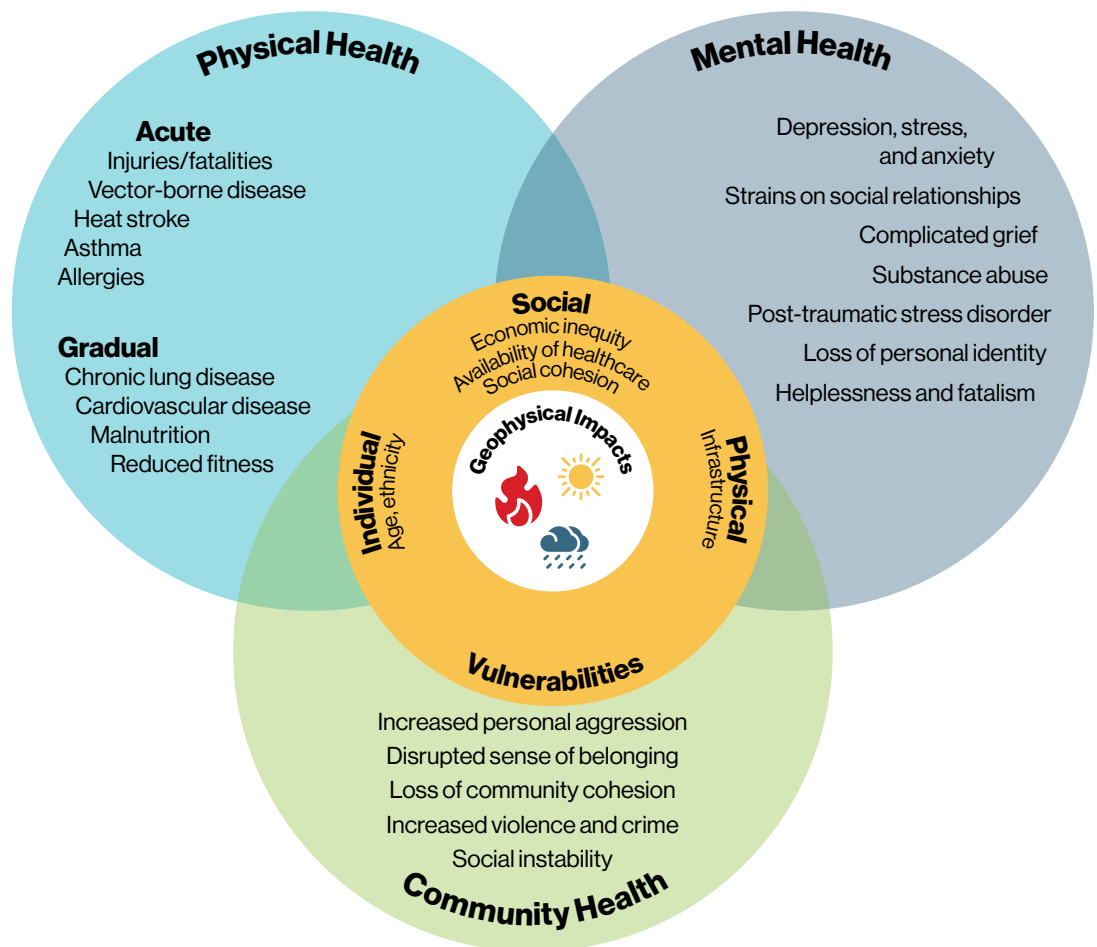 Physical Health
Acute
Injuries/fatalities
Vector-borne disease
Heat stroke
Asthma
Allergies
Gradual
Chronic lung disease
Cardiovascular disease
Malnutrition
Reduced fitness
Mental Health
Depression, stress,
and anxiety
Strains on social relationships
Complicated grief
Substance abuse
Post-traumatic stress disorder
Loss of personal identity
Helplessness and fatalism
Social
Economic inequity
Availability of healthcare
Social cohesion
Individual
Age, ethnicity
Geophysical Impacts
Physical
Infrastructure
Vulnerabilities
Increased personal aggression
Disrupted sense of belonging
Loss of community cohesion
Increased violence and crime
Social instability
Community Health